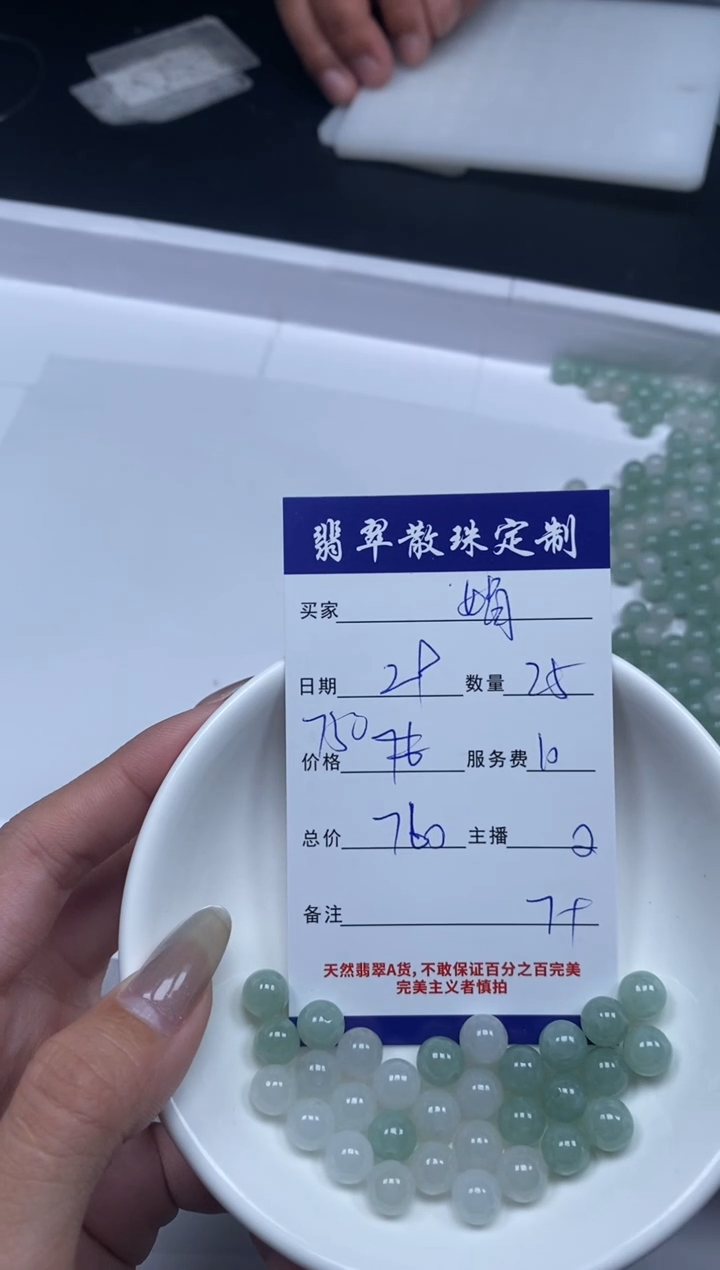 翡翠散珠定制
买家 娟
日期 数量 25
750
价格 服务费 10
总价 760 主播 2
备注
天然翡翠A货,不敢保证百分之百完美
完美主义者慎拍